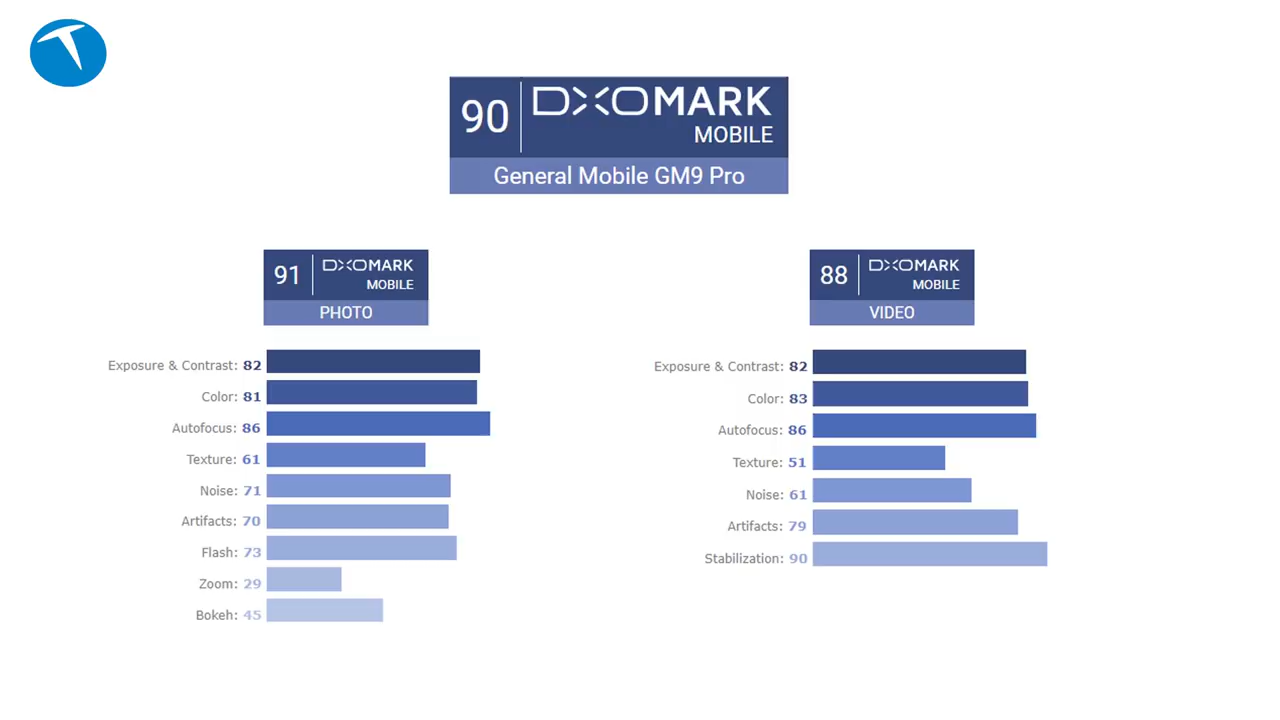 90 DXOMARK
MOBILE
General Mobile GM9 Pro
91 DXOMARK
MOBILE
PHOTO
Exposure & Contrast: 82
Color: 81
Autofocus: 86
Texture: 61
Noise: 71
Artifacts: 70
Flash: 73
Zoom: 29
Bokeh: 45
88 DXOMARK
MOBILE
VIDEO
Exposure & Contrast: 82
Color: 83
Autofocus: 86
Texture: 51
Noise: 61
Artifacts: 79
Stabilization: 90